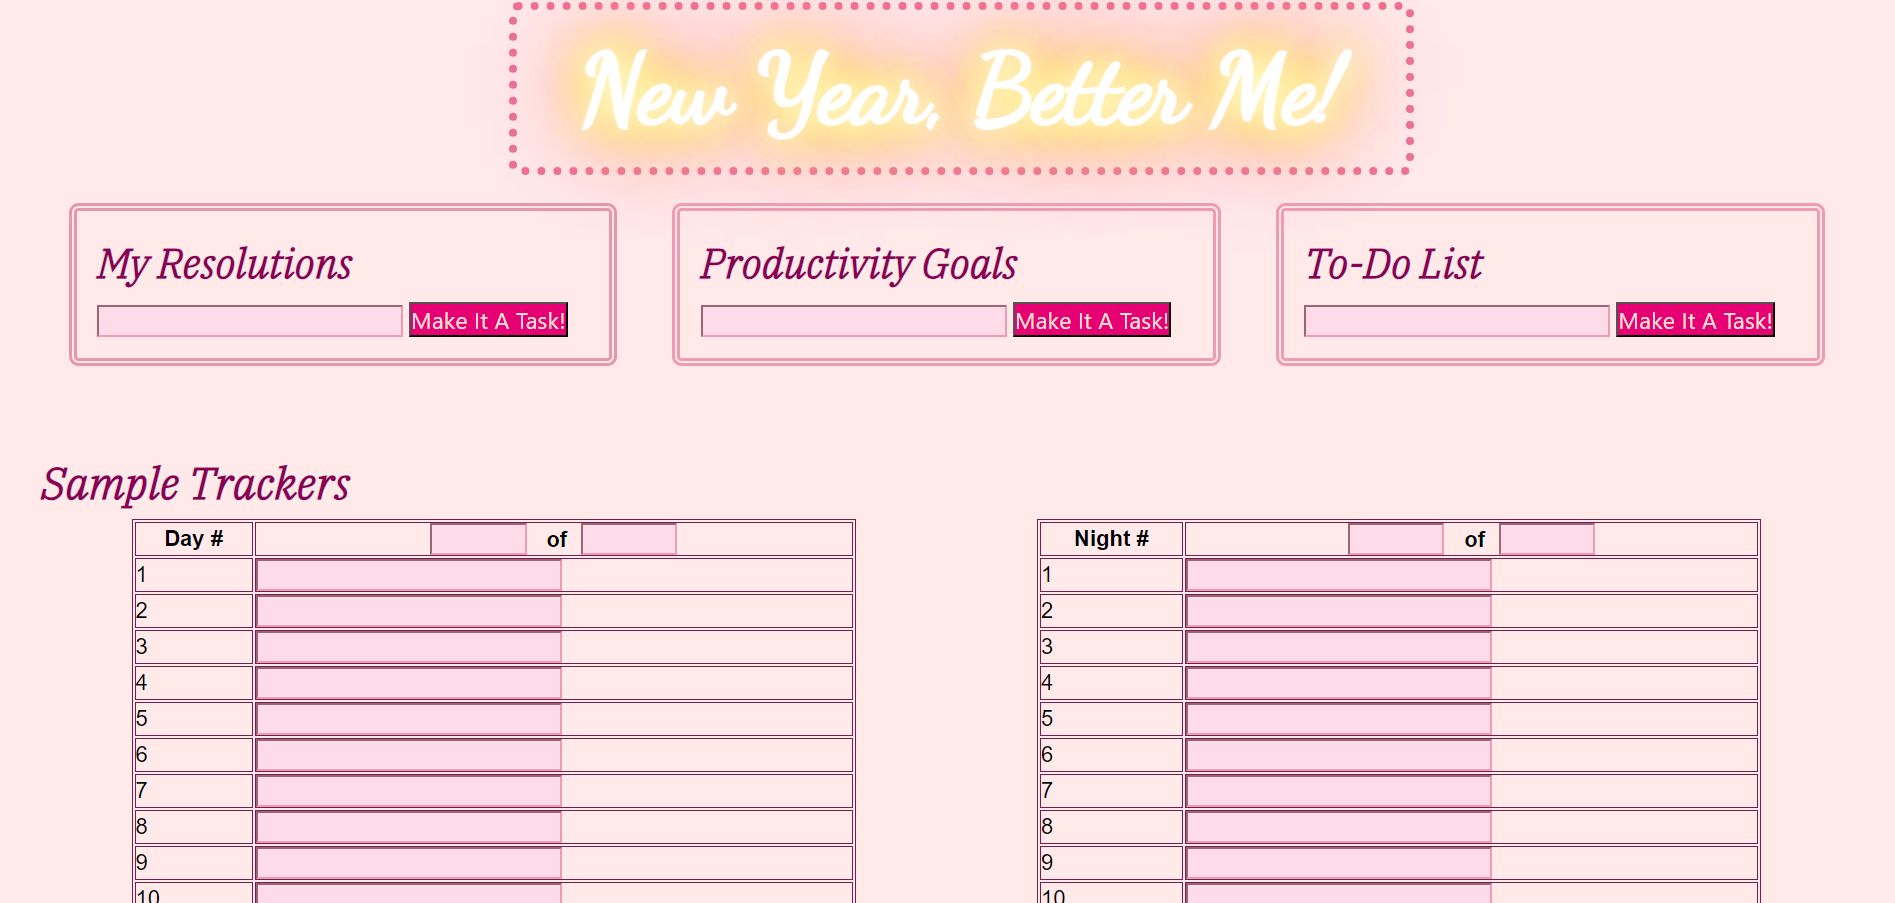 New Year, Better Me!
My Resolutions
Make It A Task!
Productivity Goals
Make It A Task!
To-Do List
Make It A Task!
Sample Trackers
Day # of
1
2
3
4
5
6
7
8
9
10
Night # of
1
2
3
4
5
6
7
8
9
10